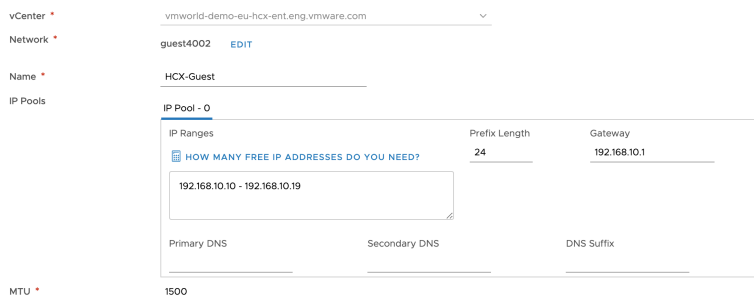 vCenter * vmworld-demo-eu-hcx-ent.eng.vmware.com
Network * guest4002 EDIT
Name * HCX-Guest
IP Pools IP Pool - 0
IP Ranges Prefix Length Gateway
HOW MANY FREE IP ADDRESSES DO YOU NEED? 24 192.168.10.1
192.168.10.10 - 192.168.10.19
Primary DNS Secondary DNS DNS Suffix
MTU * 1500